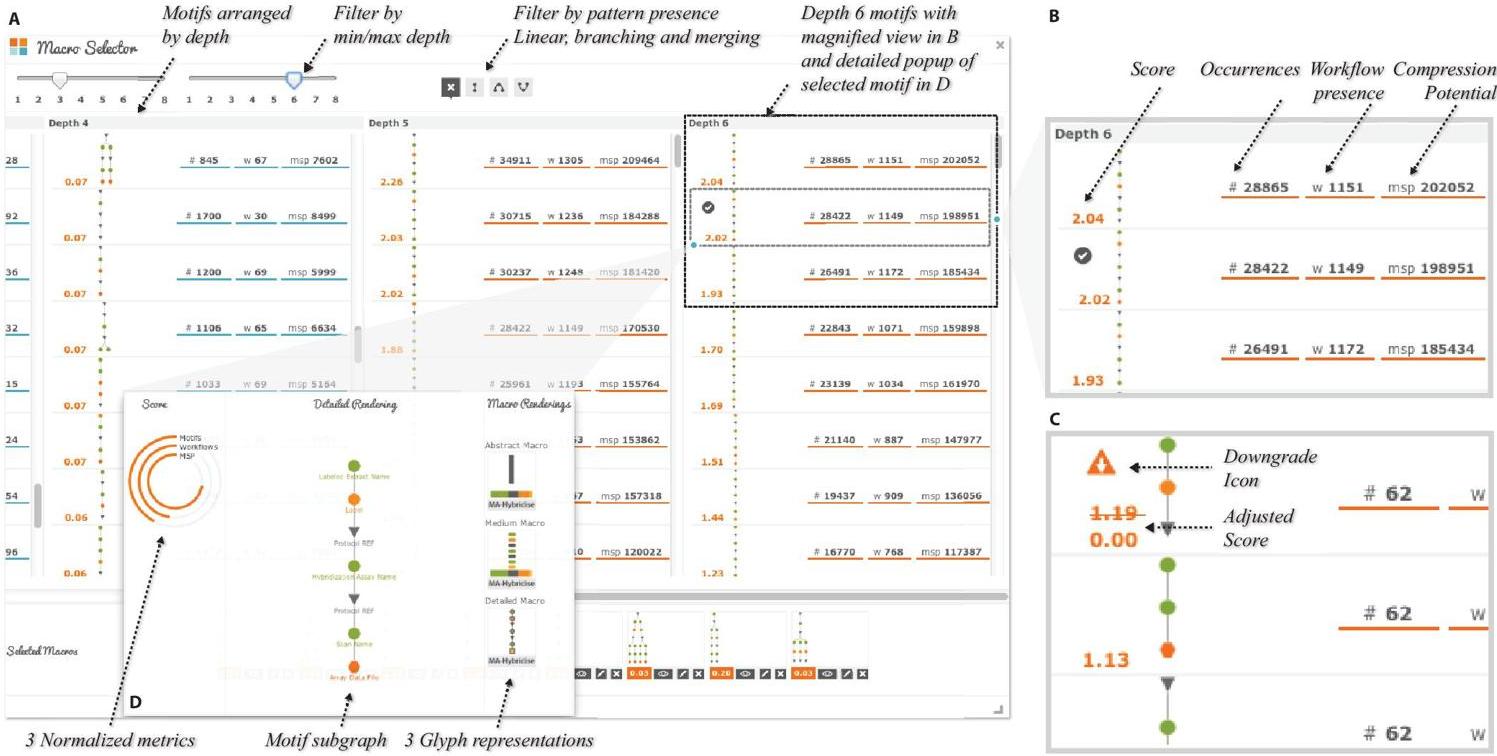 A
Motifs arranged
by depth
Filter by
min/max depth
Filter by pattern presence
Linear, branching and merging
Depth 6 motifs with
magnified view in B
and detailed popup of
selected motif in D
Macro Selector
1 2 3 4 5 6 7 8
1 2 3 4 5 6 7 8
Depth 4
Depth 5
Depth 6
28 # 845 w 67 msp 7602 # 34911 w 1305 msp 209464 # 28865 w 1151 msp 202052
0.07 2.26 2.04
92 # 1700 w 30 msp 8499 # 30715 w 1236 msp 184288 # 28422 w 1149 msp 198951
0.07 2.03 2.02
36 # 1200 w 69 msp 5999 # 30237 w 1248 msp 181420 # 26491 w 1172 msp 185434
0.07 2.02 1.93
32 # 1106 w 65 msp 6634 # 28422 w 1149 msp 170530 # 22843 w 1071 msp 159898
0.07 1.88 1.70
15 # 1033 w 69 msp 5164 # 25961 w 1193 msp 155764 # 23139 w 1034 msp 161970
0.07 1.69
24 msp 153862 # 21140 w 887 msp 147977
0.07 1.51
54 msp 157318 # 19437 w 909 msp 136056
0.06 1.44
96 msp 120022 # 16770 w 768 msp 117387
0.06 1.23
Score
Detailed Rendering
Macro Renderings
Motifs
Workflows
MSP
Labeled Extract Name
Label
Protocol REF
Hybridization Assay Name
Protocol REF
Scan Name
Array Data File
Abstract Macro
MA-Hybridise
Medium Macro
MA-Hybridise
Detailed Macro
MA-Hybridise
D
Selected Macros
0.03 0.20 0.03
3 Normalized metrics
Motif subgraph
3 Glyph representations
B
Score
Occurrences
Workflow
presence
Compression
Potential
Depth 6
# 28865 w 1151 msp 202052
2.04
# 28422 w 1149 msp 198951
2.02
# 26491 w 1172 msp 185434
1.93
C
Downgrade
Icon
# 62 w
1.19
0.00
Adjusted
Score
# 62 w
1.13
# 62 w